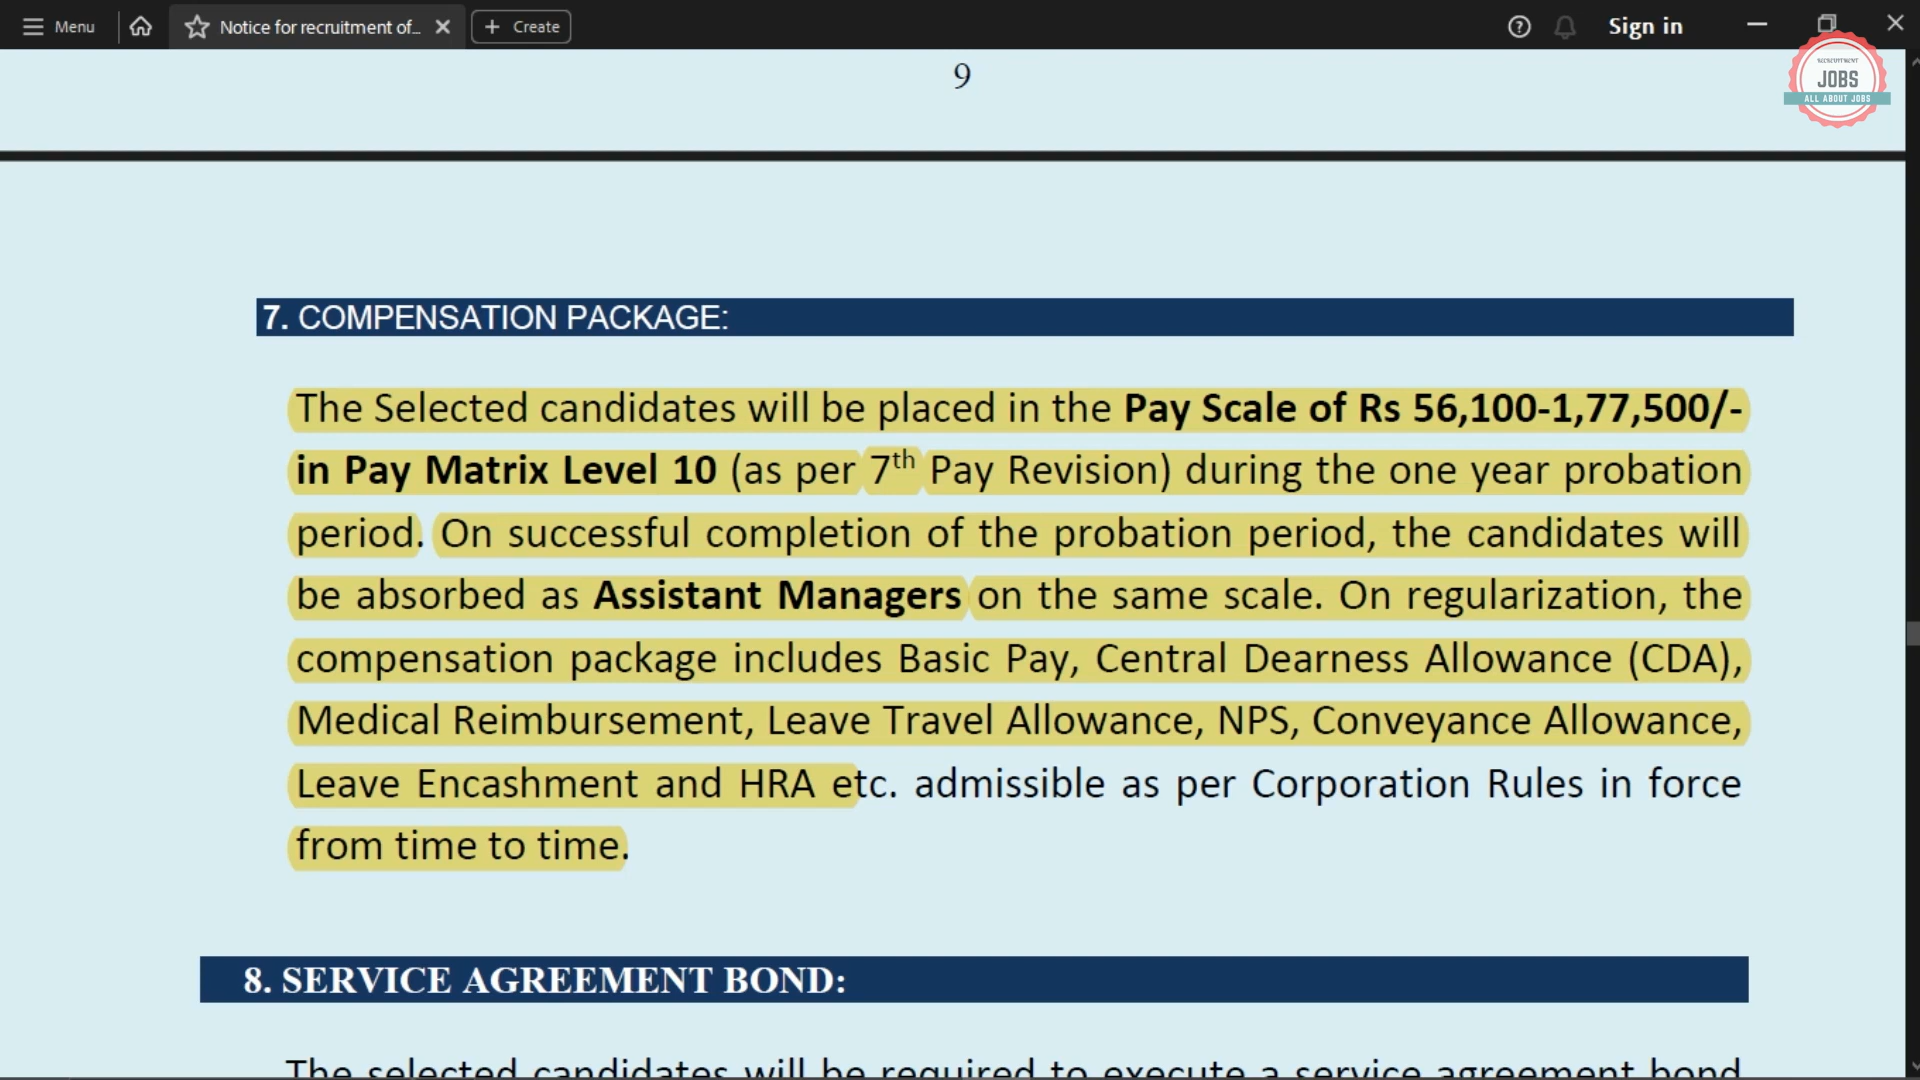 Menu
Notice for recruitment of...
Create
Sign in
RECRUITMENT
JOBS
ALL ABOUT JOBS
9
7. COMPENSATION PACKAGE:
The Selected candidates will be placed in the Pay Scale of Rs 56,100-1,77,500/-
in Pay Matrix Level 10 (as per 7th Pay Revision) during the one year probation
period. On successful completion of the probation period, the candidates will
be absorbed as Assistant Managers on the same scale. On regularization, the
compensation package includes Basic Pay, Central Dearness Allowance (CDA),
Medical Reimbursement, Leave Travel Allowance, NPS, Conveyance Allowance,
Leave Encashment and HRA etc. admissible as per Corporation Rules in force
from time to time.
8. SERVICE AGREEMENT BOND:
The selected candidates will be required to execute a service agreement bond